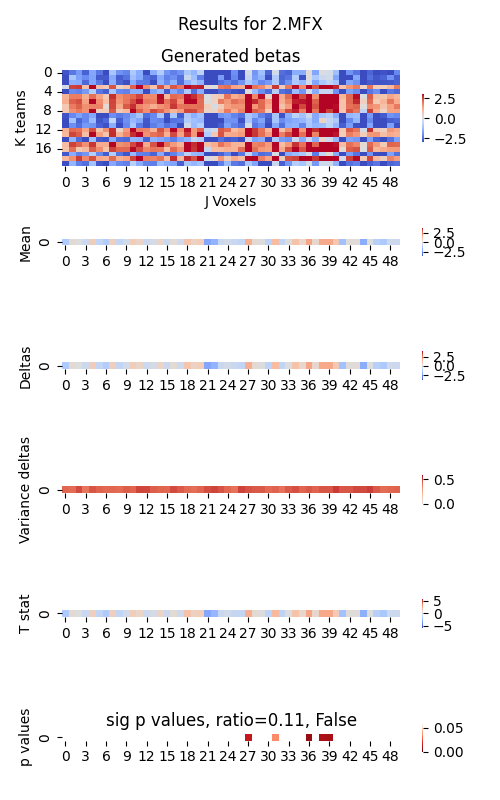 Results for 2.MFX
Generated betas
K teams
0
4
8
12
16
0 3 6 9 12 15 18 21 24 27 30 33 36 39 42 45 48
J Voxels
2.5
0.0
−2.5
Mean
0
0 3 6 9 12 15 18 21 24 27 30 33 36 39 42 45 48
2.5
0.0
−2.5
Deltas
0
0 3 6 9 12 15 18 21 24 27 30 33 36 39 42 45 48
2.5
0.0
−2.5
Variance deltas
0
0 3 6 9 12 15 18 21 24 27 30 33 36 39 42 45 48
0.5
0.0
T stat
0
0 3 6 9 12 15 18 21 24 27 30 33 36 39 42 45 48
5
0
−5
sig p values, ratio=0.11, False
p values
0
0 3 6 9 12 15 18 21 24 27 30 33 36 39 42 45 48
0.05
0.00